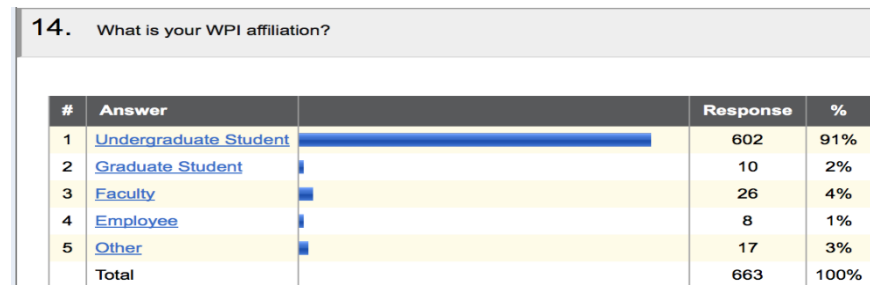 14. What is your WPI affiliation?
# Answer Response %
1 Undergraduate Student 602 91%
2 Graduate Student 10 2%
3 Faculty 26 4%
4 Employee 8 1%
5 Other 17 3%
Total 663 100%